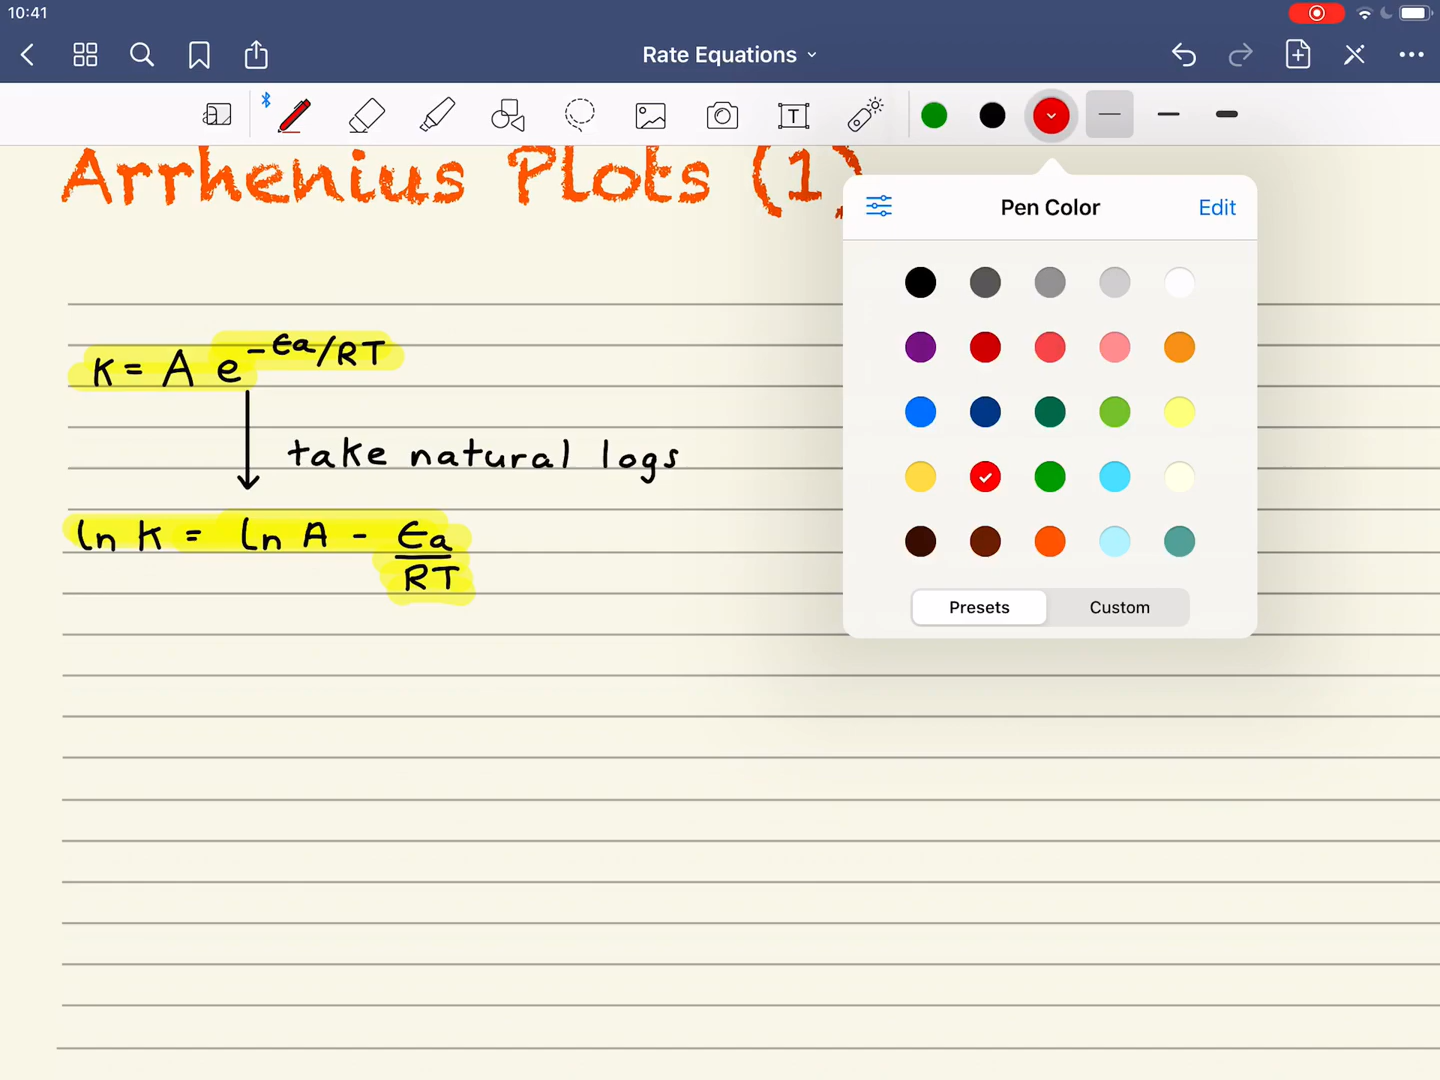 10:41
Rate Equations
T
Arrhenius Plots (1)
Pen Color
Edit
k = A e^-Ea/RT
take natural logs
ln k = ln A - Ea/RT
Presets
Custom